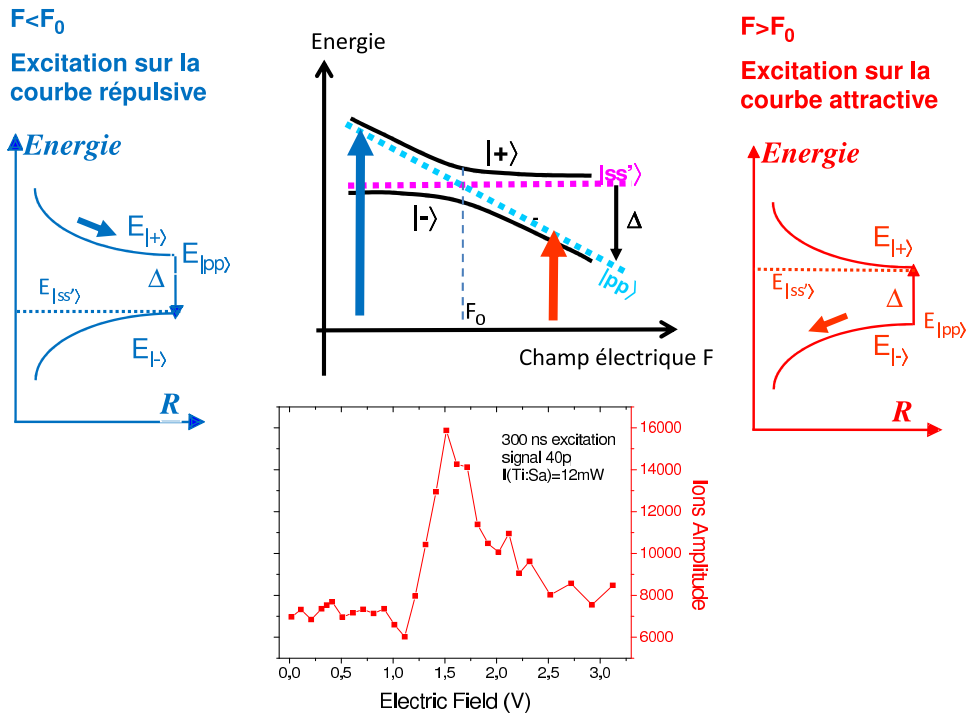 F<F₀
Excitation sur la
courbe répulsive
Energie
E|+⟩
E|pp⟩
Δ
E|ss'⟩
E|-⟩
R
Energie
|+⟩
|ss'⟩
|-⟩
Δ
-
|pp⟩
F₀
Champ électrique F
F>F₀
Excitation sur la
courbe attractive
Energie
E|+⟩
E|ss'⟩
Δ
E|pp⟩
E|-⟩
R
300 ns excitation
signal 40p
I(Ti:Sa)=12mW
16000
14000
12000
10000
8000
6000
Ions Amplitude
0,0 0,5 1,0 1,5 2,0 2,5 3,0
Electric Field (V)